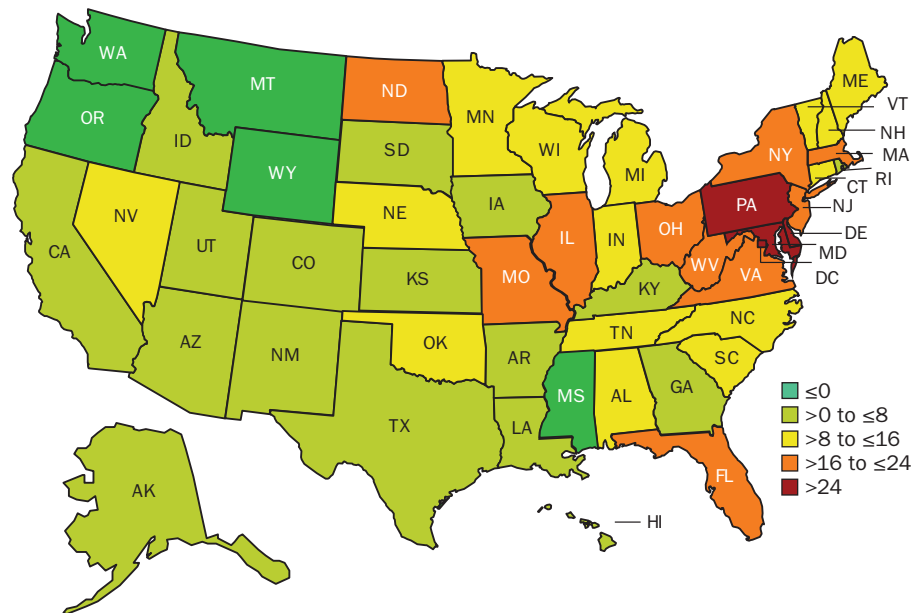 WA
MT
ND
MN
ME
VT
OR
ID
SD
WI
MI
NY
NH
MA
WY
RI
CT
NV
NE
IA
PA
NJ
CA
UT
CO
KS
MO
IL
IN
OH
DE
MD
DC
WV
VA
KY
NC
AZ
NM
OK
AR
TN
SC
TX
LA
MS
AL
GA
FL
≤0
>0 to ≤8
>8 to ≤16
>16 to ≤24
>24
AK
HI